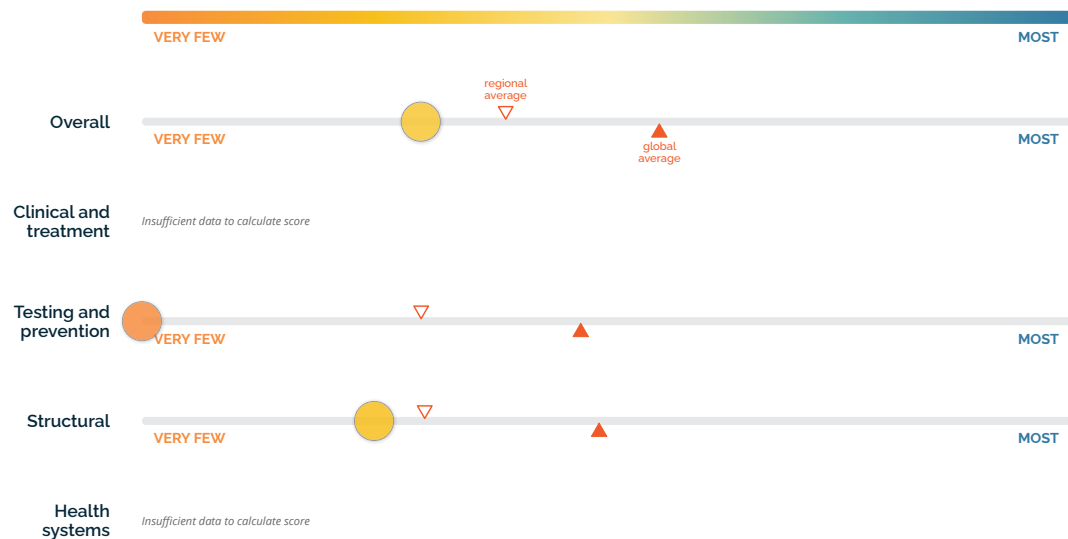 VERY FEW
MOST
regional
average
Overall
VERY FEW
MOST
global
average
Clinical and
treatment
Insufficient data to calculate score
Testing and
prevention
VERY FEW
MOST
Structural
VERY FEW
MOST
Health
systems
Insufficient data to calculate score